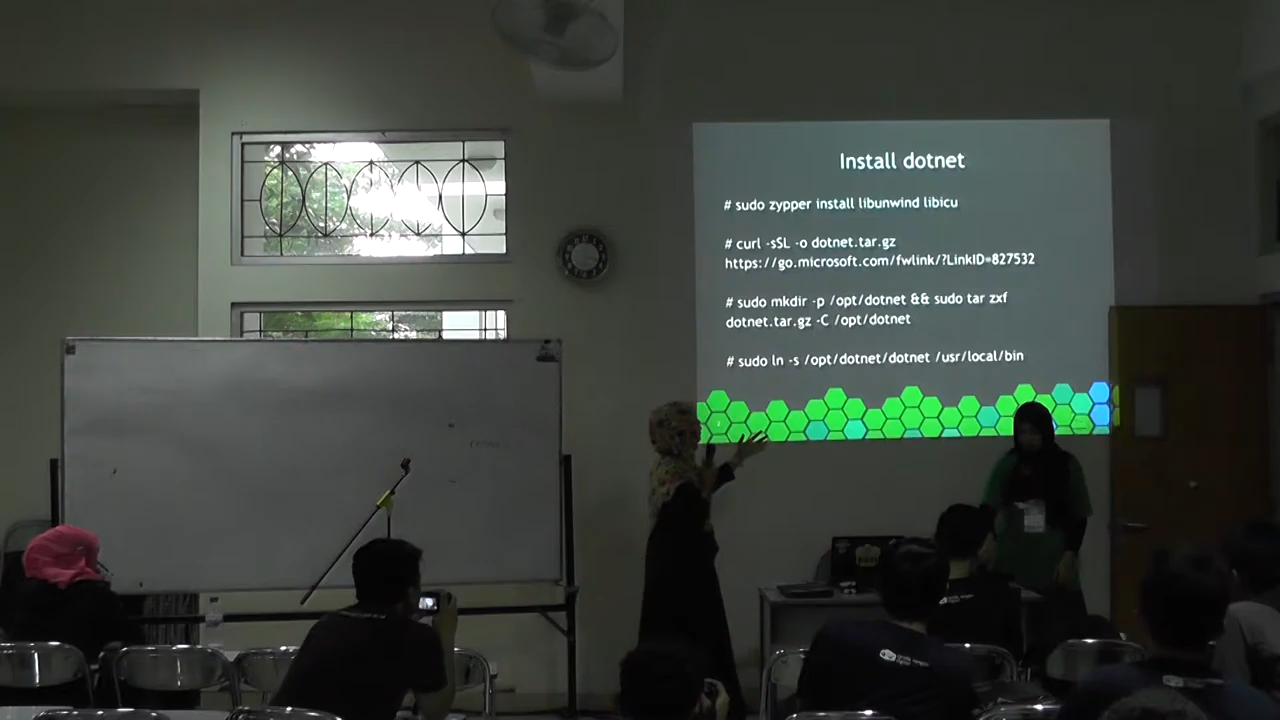 Install dotnet
# sudo zypper install libunwind libicu
# curl -sSL -o dotnet.tar.gz
https://go.microsoft.com/fwlink/?LinkID=827532
# sudo mkdir -p /opt/dotnet && sudo tar zxf
dotnet.tar.gz -C /opt/dotnet
# sudo ln -s /opt/dotnet/dotnet /usr/local/bin